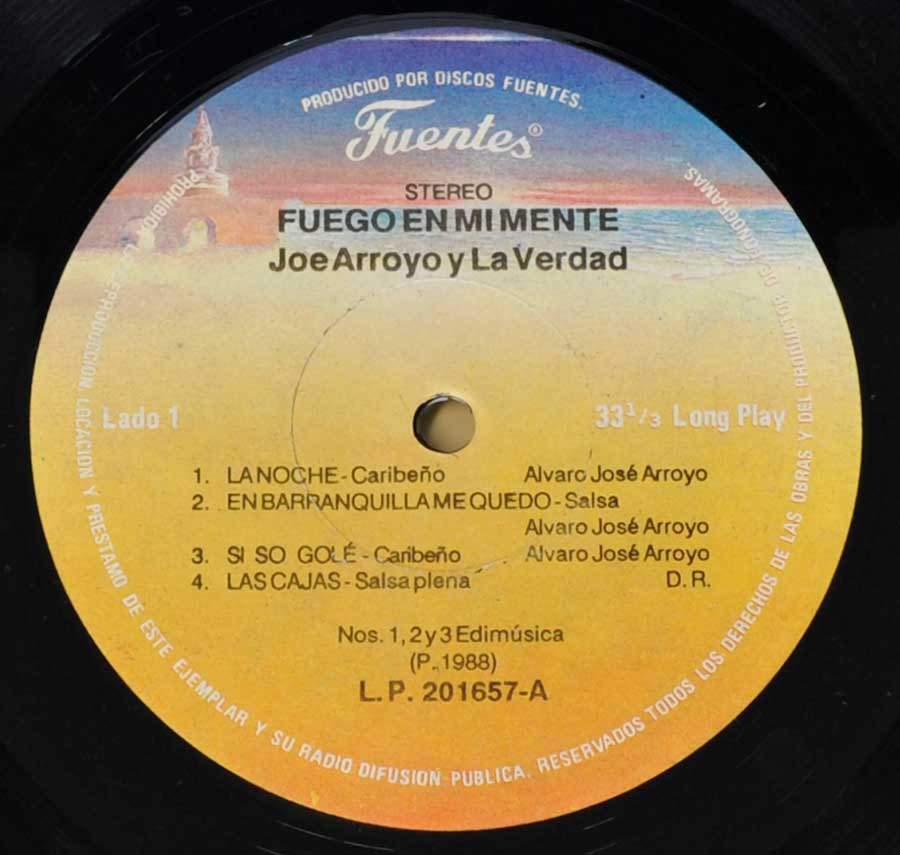 PRODUCIDO POR DISCOS FUENTES.
Fuentes®
STEREO
FUEGO EN MI MENTE
Joe Arroyo y La Verdad
Lado 1
33 1/3 Long Play
1. LA NOCHE - Caribeño Alvaro José Arroyo
2. EN BARRANQUILLA ME QUEDO - Salsa
Alvaro José Arroyo
3. SI SO GOLÉ - Caribeño Alvaro José Arroyo
4. LAS CAJAS - Salsa plena D.R.
Nos. 1, 2 y 3 Edimúsica
(P. 1988)
L.P. 201657-A
REPRODUCCION, LOCACION Y PRESTAMO DE ESTE EJEMPLAR Y SU RADIO DIFUSION PUBLICA. RESERVADOS TODOS LOS DERECHOS DE LAS OBRAS Y DEL PRODUCTOR DE FONOGRAMAS.